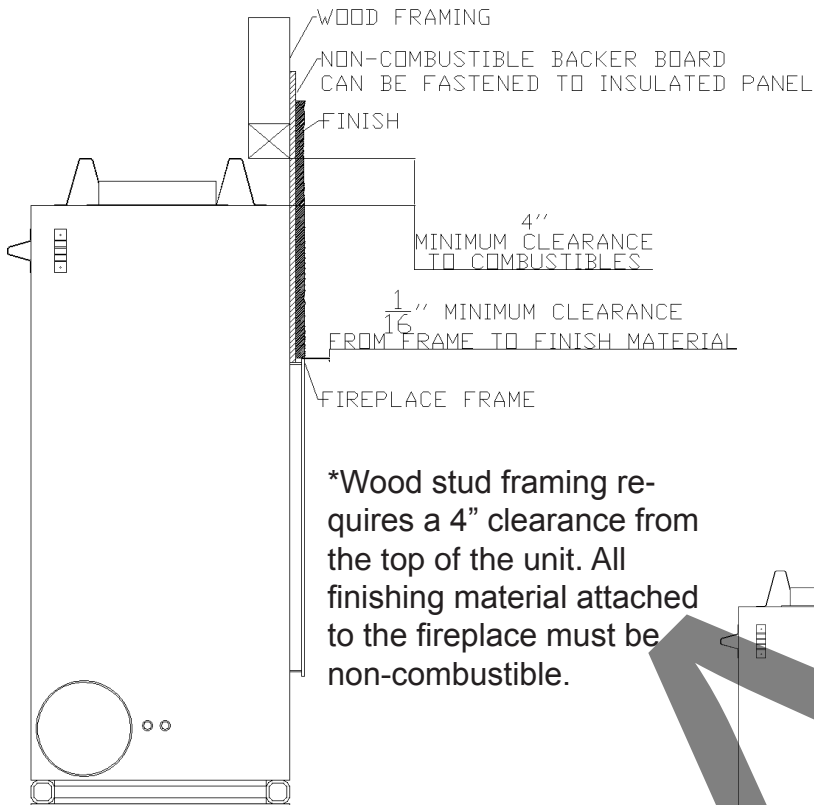 WOOD FRAMING
NON-COMBUSTIBLE BACKER BOARD
CAN BE FASTENED TO INSULATED PANEL
FINISH
4''
MINIMUM CLEARANCE
TO COMBUSTIBLES
1/16'' MINIMUM CLEARANCE
FROM FRAME TO FINISH MATERIAL
FIREPLACE FRAME
*Wood stud framing re-
quires a 4” clearance from
the top of the unit. All
finishing material attached
to the fireplace must be
non-combustible.